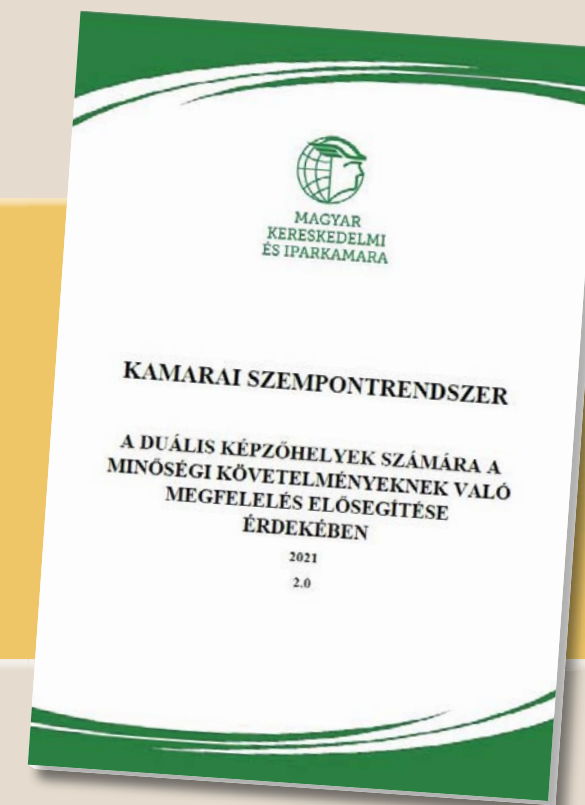 MAGYAR
KERESKEDELMI
ÉS IPARKAMARA
KAMARAI SZEMPONTRENDSZER
A DUÁLIS KÉPZŐHELYEK SZÁMÁRA A
MINŐSÉGI KÖVETELMÉNYEKNEK VALÓ
MEGFELELÉS ELŐSEGÍTÉSE
ÉRDEKÉBEN
2021
2.0